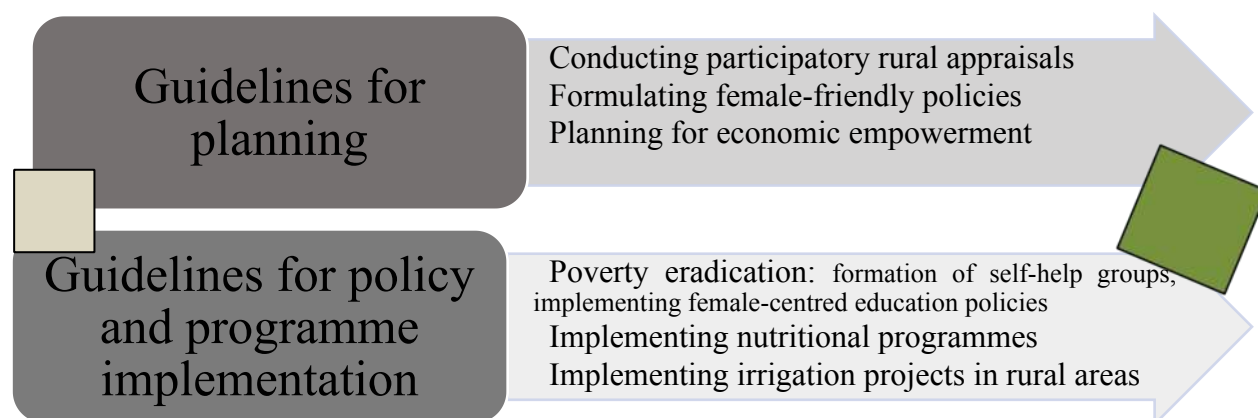 Guidelines for
planning
Conducting participatory rural appraisals
Formulating female-friendly policies
Planning for economic empowerment
Guidelines for policy
and programme
implementation
Poverty eradication: formation of self-help groups,
implementing female-centred education policies
Implementing nutritional programmes
Implementing irrigation projects in rural areas